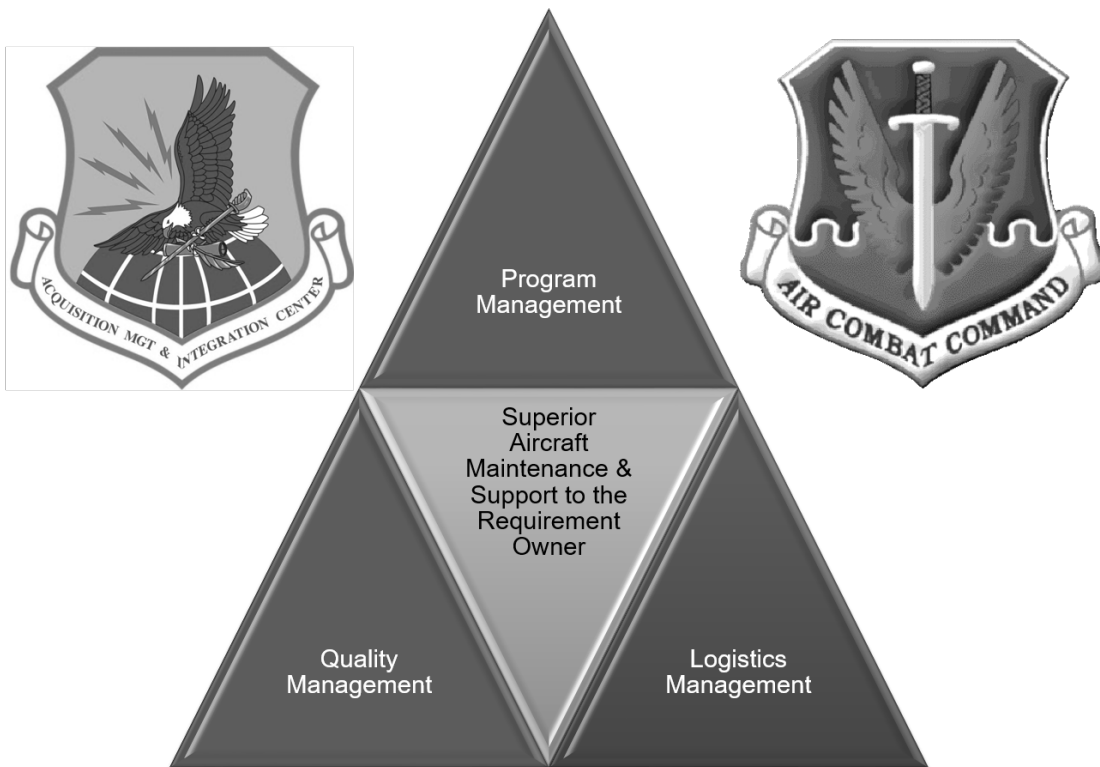 ACQUISITION MGT & INTEGRATION CENTER
AIR COMBAT COMMAND
Program
Management
Superior
Aircraft
Maintenance &
Support to the
Requirement
Owner
Quality
Management
Logistics
Management